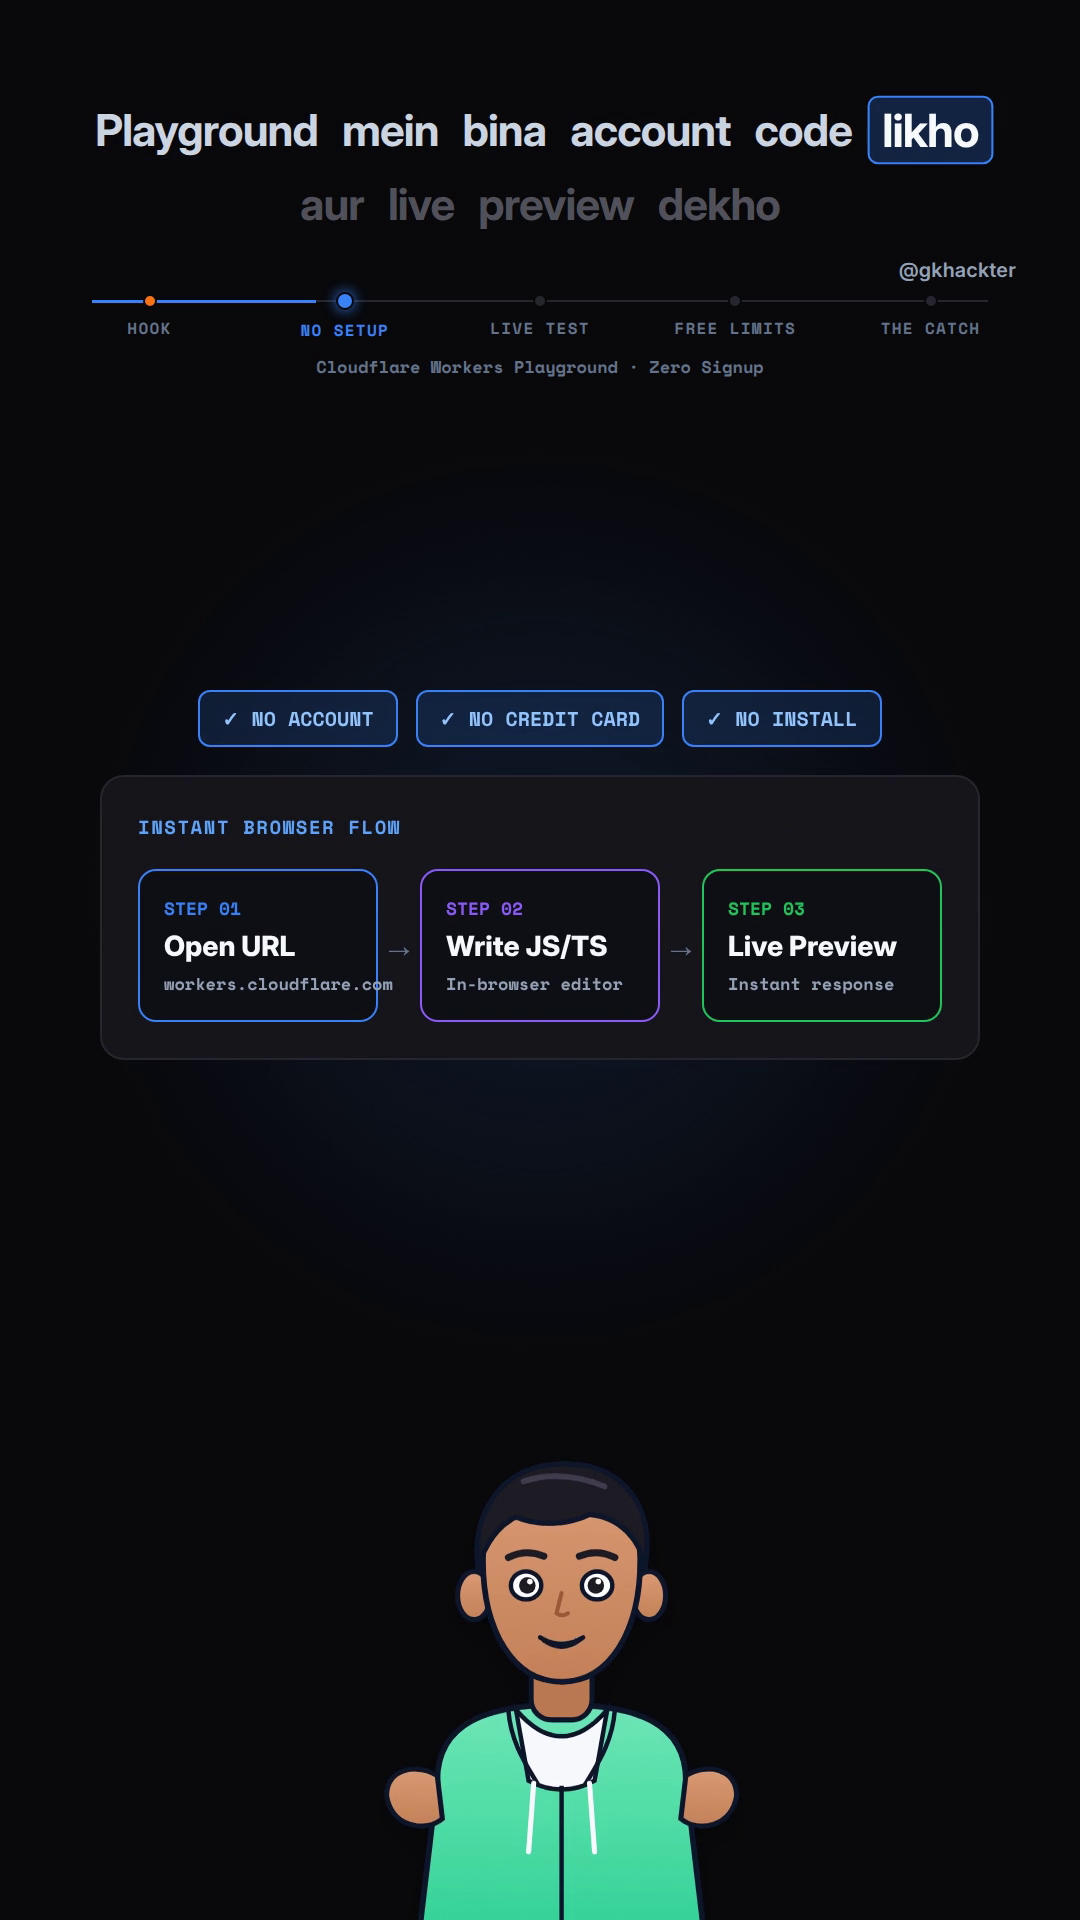 Playground mein bina account code likho
aur live preview dekho
@gkhackter
HOOK
NO SETUP
LIVE TEST
FREE LIMITS
THE CATCH
Cloudflare Workers Playground · Zero Signup
✓ NO ACCOUNT
✓ NO CREDIT CARD
✓ NO INSTALL
INSTANT BROWSER FLOW
STEP 01
Open URL
workers.cloudflare.com
→
STEP 02
Write JS/TS
In-browser editor
→
STEP 03
Live Preview
Instant response